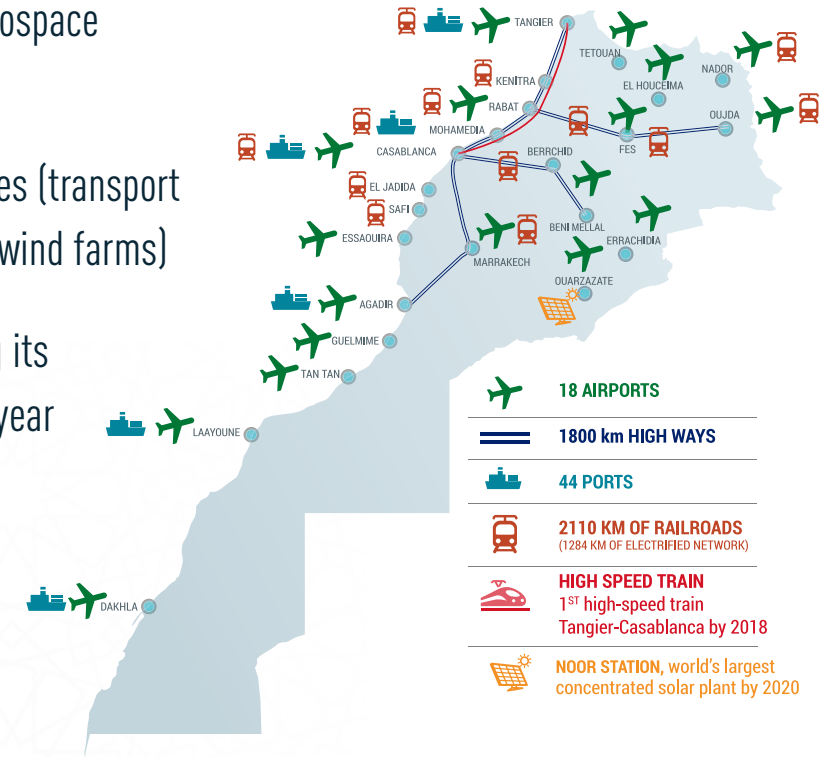 ospace
es (transport
wind farms)
its
year
TANGIER
TETOUAN
NADOR
KENITRA
EL HOUCEIMA
RABAT
OUJDA
MOHAMEDIA
CASABLANCA
BERRCHID
FES
EL JADIDA
SAFI
BENI MELLAL
ESSAOUIRA
ERRACHIDIA
MARRAKECH
OUARZAZATE
AGADIR
GUELMIME
TAN TAN
LAAYOUNE
DAKHLA
18 AIRPORTS
1800 km HIGH WAYS
44 PORTS
2110 KM OF RAILROADS
(1284 KM OF ELECTRIFIED NETWORK)
HIGH SPEED TRAIN
1ST high-speed train
Tangier-Casablanca by 2018
NOOR STATION, world's largest
concentrated solar plant by 2020